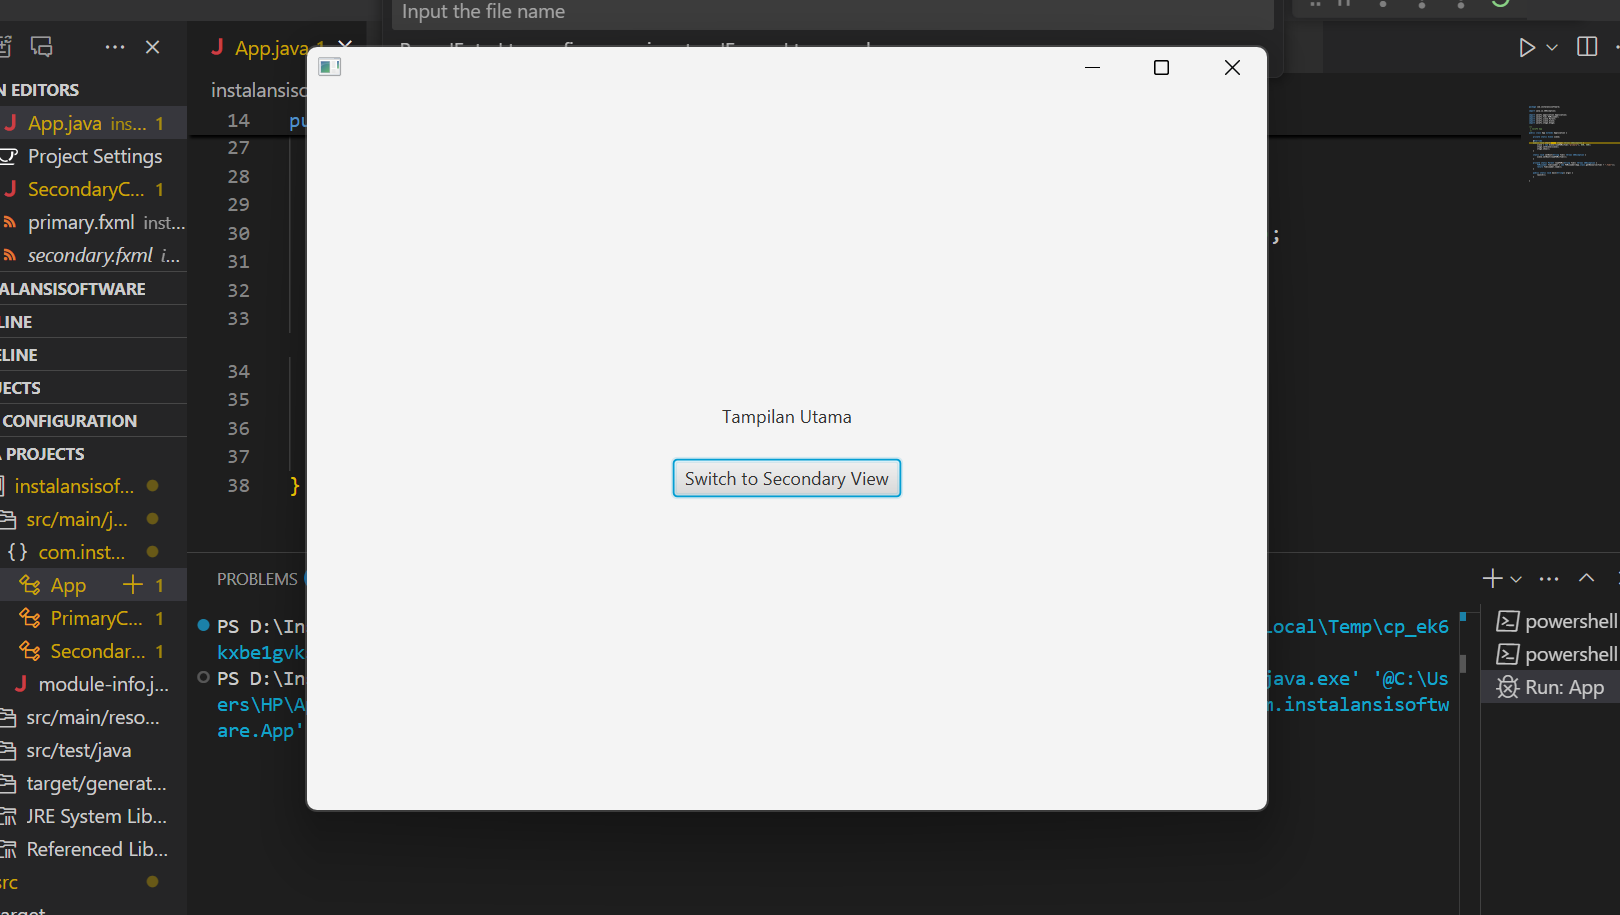 Input the file name
App.java 1
instalansisc
EDITORS
App.java ins... 1
Project Settings
SecondaryC... 1
primary.fxml inst...
secondary.fxml i...
ALANSISOFTWARE
LINE
ELINE
JECTS
CONFIGURATION
PROJECTS
instalansisof...
src/main/j...
{} com.inst...
App 1
PrimaryC... 1
Secondar... 1
module-info.j...
src/main/reso...
src/test/java
target/generat...
JRE System Lib...
Referenced Lib...
src
14 pu
27
28
29
30 ;
31
32
33
34
35
36
37
38 }
Tampilan Utama
Switch to Secondary View
PROBLEMS
PS D:\In Local\Temp\cp_ek6
kxbe1gvk
PS D:\In java.exe' '@C:\Us
ers\HP\A m.instalansisoftw
are.App'
powershell
powershell
Run: App